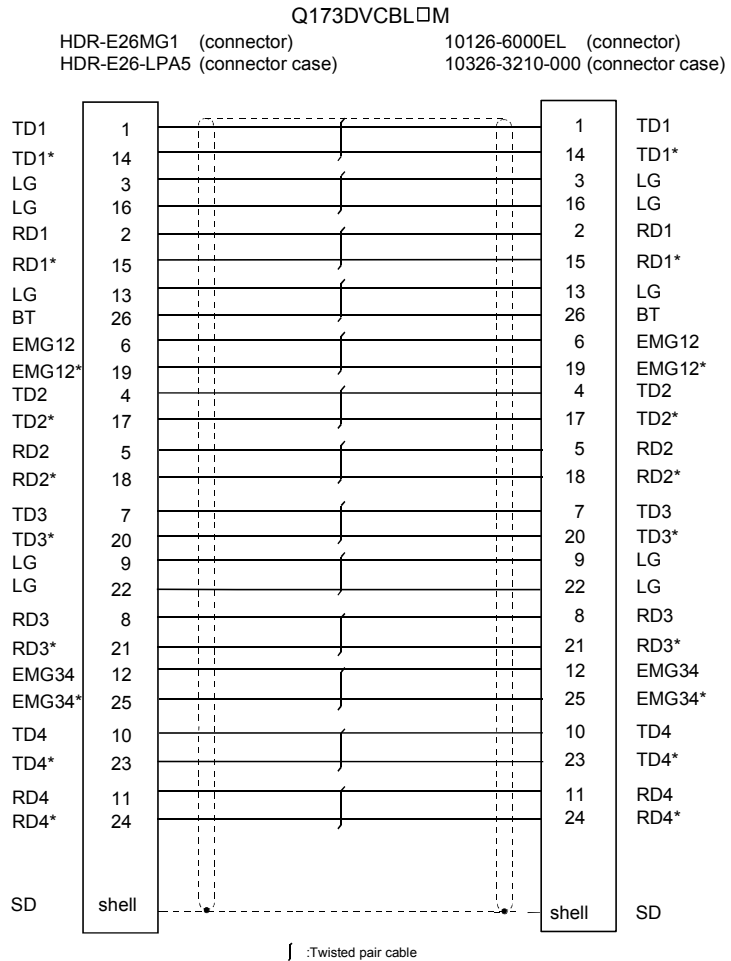 Q173DVCBL□M
HDR-E26MG1 (connector) 10126-6000EL (connector)
HDR-E26-LPA5 (connector case) 10326-3210-000 (connector case)
TD1 1 1 TD1
TD1* 14 14 TD1*
LG 3 3 LG
LG 16 16 LG
RD1 2 2 RD1
RD1* 15 15 RD1*
LG 13 13 LG
BT 26 26 BT
EMG12 6 6 EMG12
EMG12* 19 19 EMG12*
TD2 4 4 TD2
TD2* 17 17 TD2*
RD2 5 5 RD2
RD2* 18 18 RD2*
TD3 7 7 TD3
TD3* 20 20 TD3*
LG 9 9 LG
LG 22 22 LG
RD3 8 8 RD3
RD3* 21 21 RD3*
EMG34 12 12 EMG34
EMG34* 25 25 EMG34*
TD4 10 10 TD4
TD4* 23 23 TD4*
RD4 11 11 RD4
RD4* 24 24 RD4*
SD shell shell SD
:Twisted pair cable